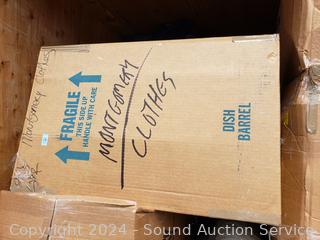 Montgomery Clothes
FRAGILE
THIS SIDE UP
HANDLE WITH CARE
MONTGOMERY
CLOTHES
DISH
BARREL
Copyright 2024 - Sound Auction Service